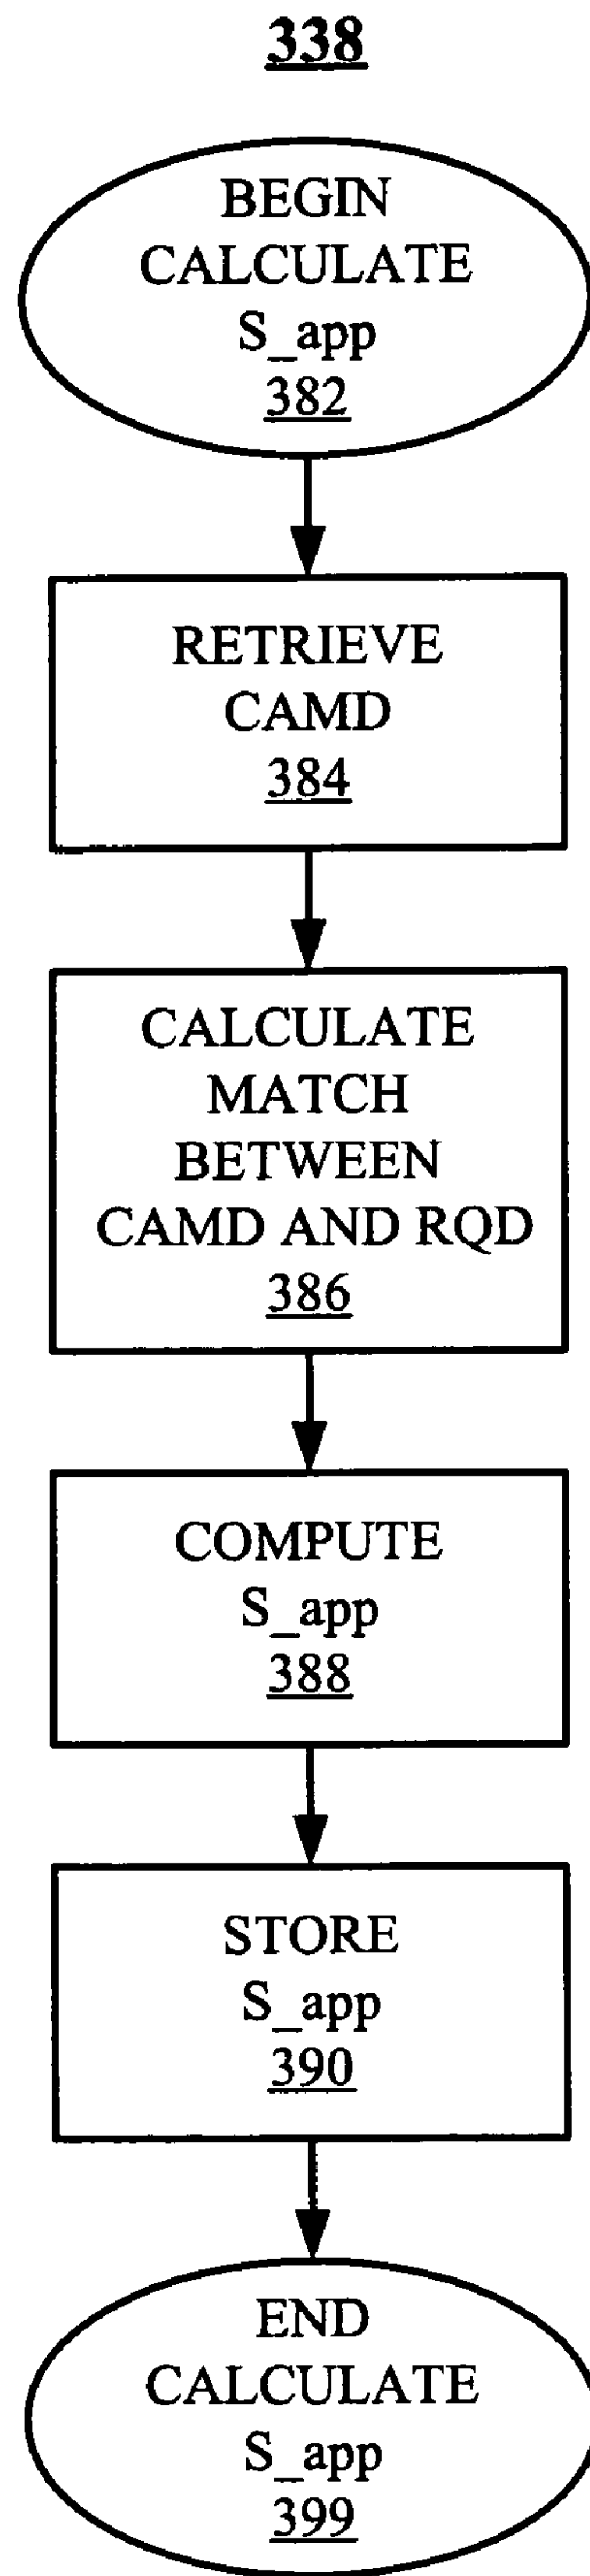 338
BEGIN
CALCULATE
S_app
382
RETRIEVE
CAMD
384
CALCULATE
MATCH
BETWEEN
CAMD AND RQD
386
COMPUTE
S_app
388
STORE
S_app
390
END
CALCULATE
S_app
399